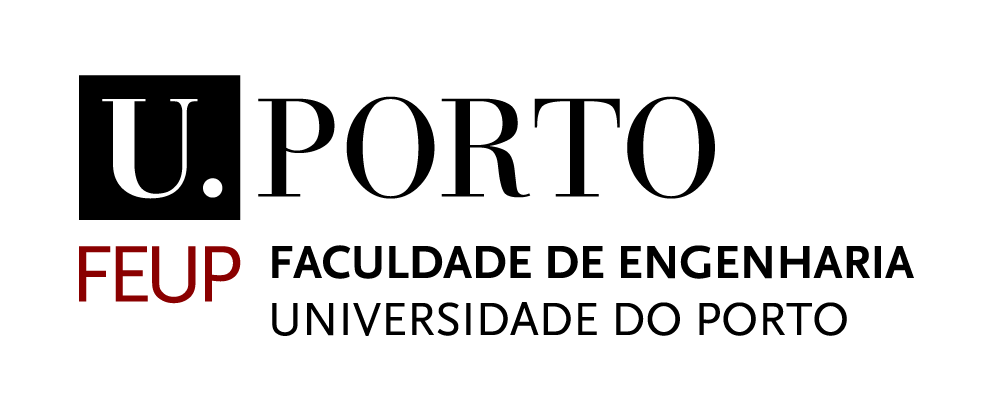 U. PORTO
FEUP FACULDADE DE ENGENHARIA
UNIVERSIDADE DO PORTO